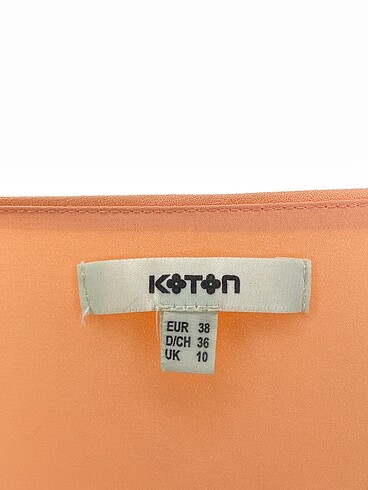 KOTON
EUR 38
D/CH 36
UK 10